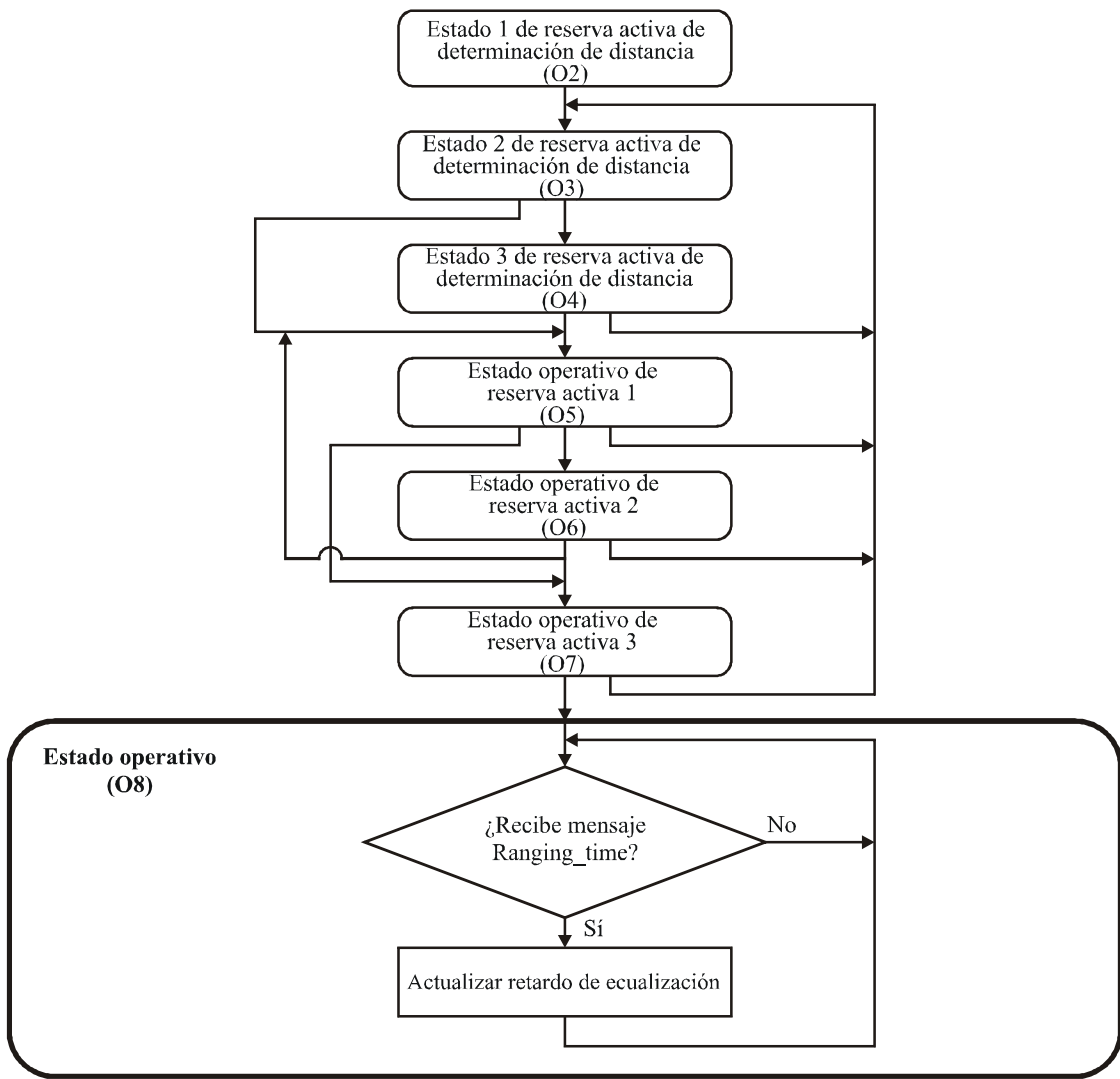 Estado 1 de reserva activa de
determinación de distancia
(O2)
Estado 2 de reserva activa de
determinación de distancia
(O3)
Estado 3 de reserva activa de
determinación de distancia
(O4)
Estado operativo de
reserva activa 1
(O5)
Estado operativo de
reserva activa 2
(O6)
Estado operativo de
reserva activa 3
(O7)
Estado operativo
(O8)
¿Recibe mensaje
Ranging_time?
No
Sí
Actualizar retardo de ecualización